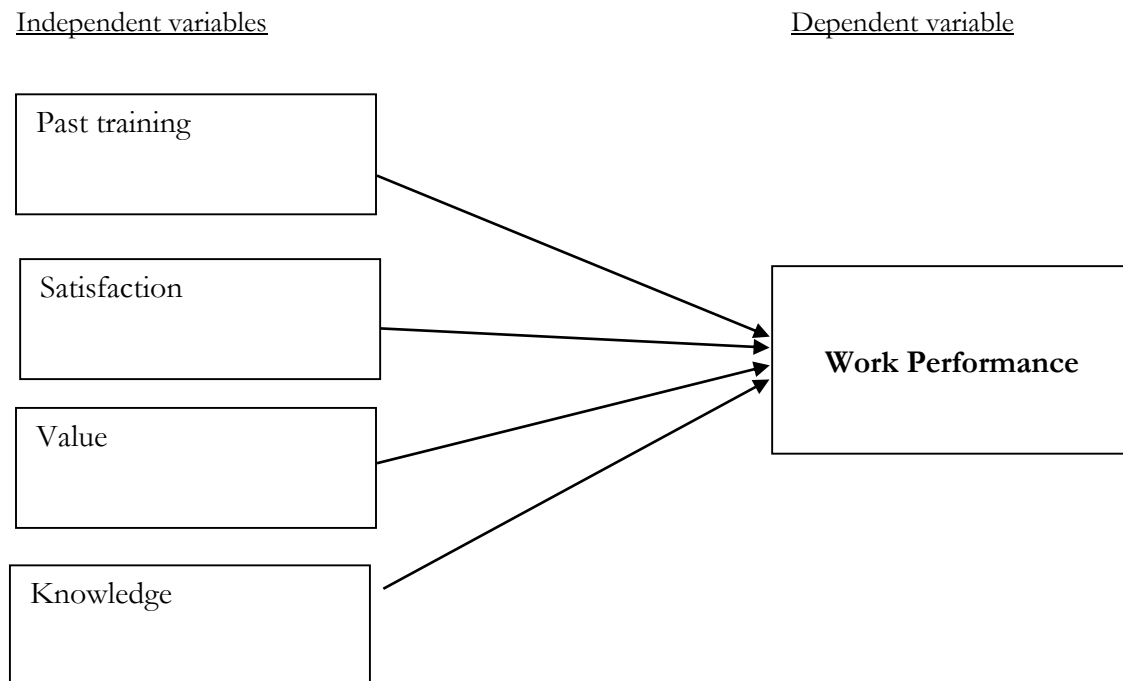 Independent variables
Dependent variable
Past training
Satisfaction
Value
Knowledge
Work Performance